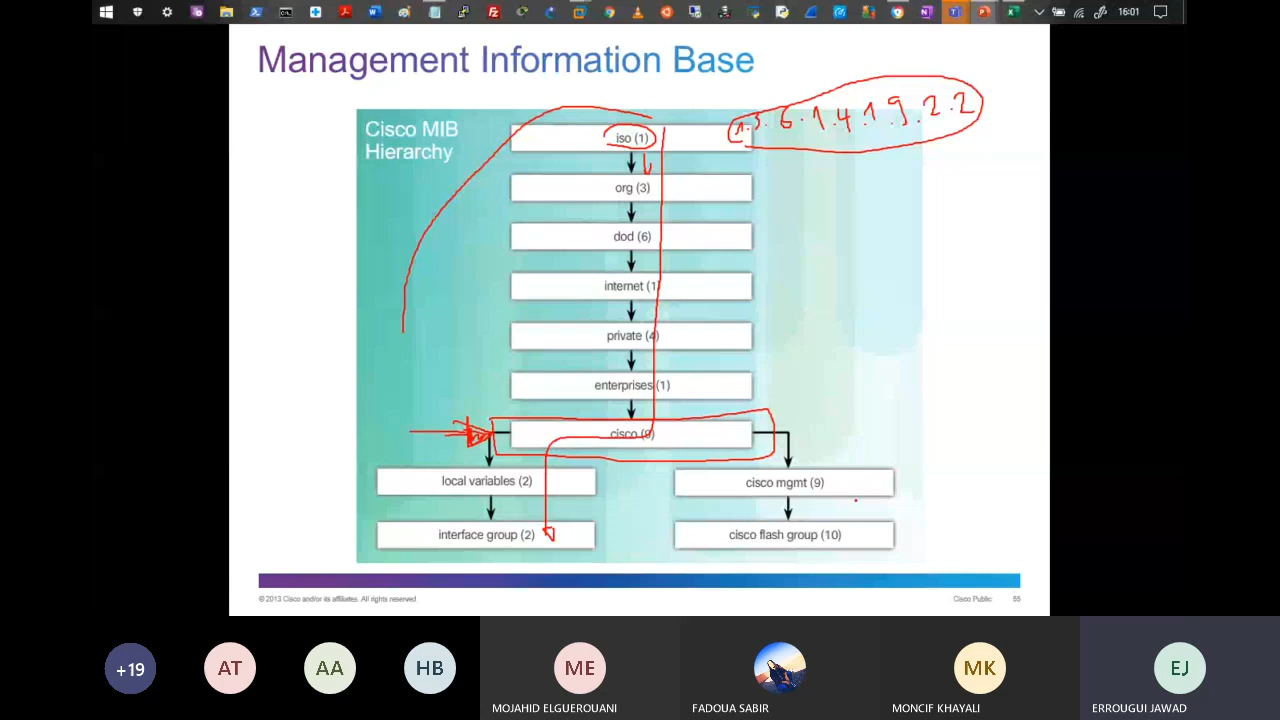 16:01
Management Information Base
1.3.6.1.4.1.9.2.2
Cisco MIB
Hierarchy
iso (1)
org (3)
dod (6)
internet (1)
private (4)
enterprises (1)
cisco (9)
local variables (2)
cisco mgmt (9)
interface group (2)
cisco flash group (10)
© 2013 Cisco and/or its affiliates. All rights reserved.
Cisco Public
55
+19
AT
AA
HB
ME
MK
EJ
MOJAHID ELGUEROUANI
FADOUA SABIR
MONCIF KHAYALI
ERROUGUI JAWAD